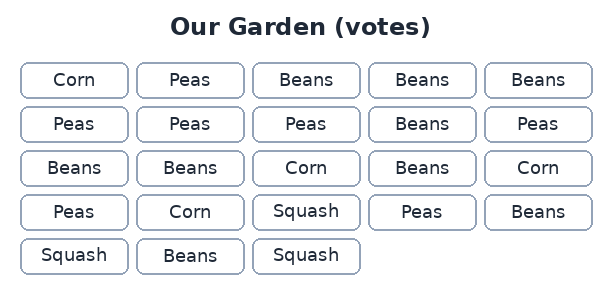 Our Garden (votes)
Corn Peas Beans Beans Beans
Peas Peas Peas Beans Peas
Beans Beans Corn Beans Corn
Peas Corn Squash Peas Beans
Squash Beans Squash